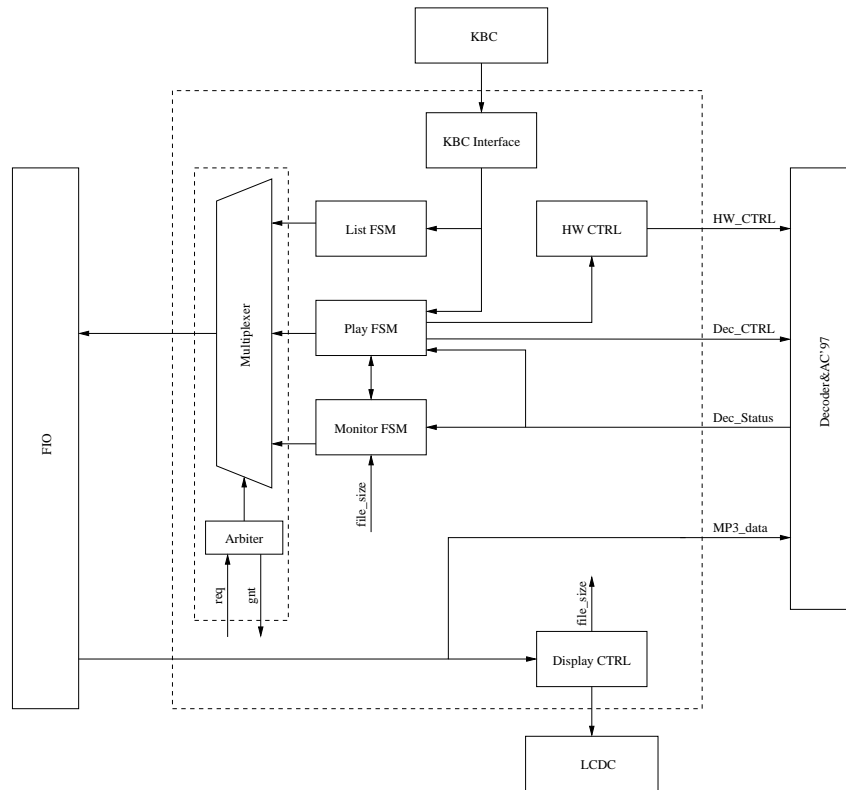 KBC
KBC Interface
List FSM
HW CTRL
HW_CTRL
Multiplexer
Play FSM
Dec_CTRL
Decoder&AC'97
FIO
Monitor FSM
Dec_Status
file_size
MP3_data
Arbiter
req
gnt
file_size
Display CTRL
LCDC